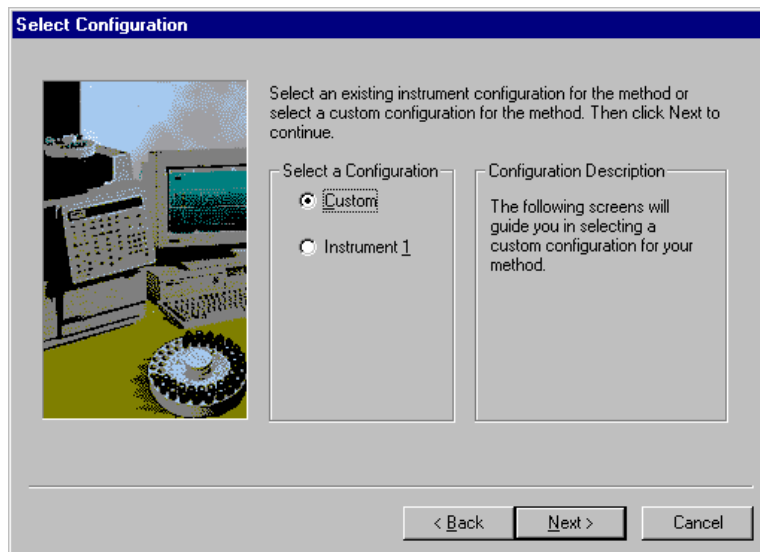 Select Configuration
Select an existing instrument configuration for the method or
select a custom configuration for the method. Then click Next to
continue.
Select a Configuration
Custom
Instrument 1
Configuration Description
The following screens will
guide you in selecting a
custom configuration for your
method.
< Back
Next >
Cancel